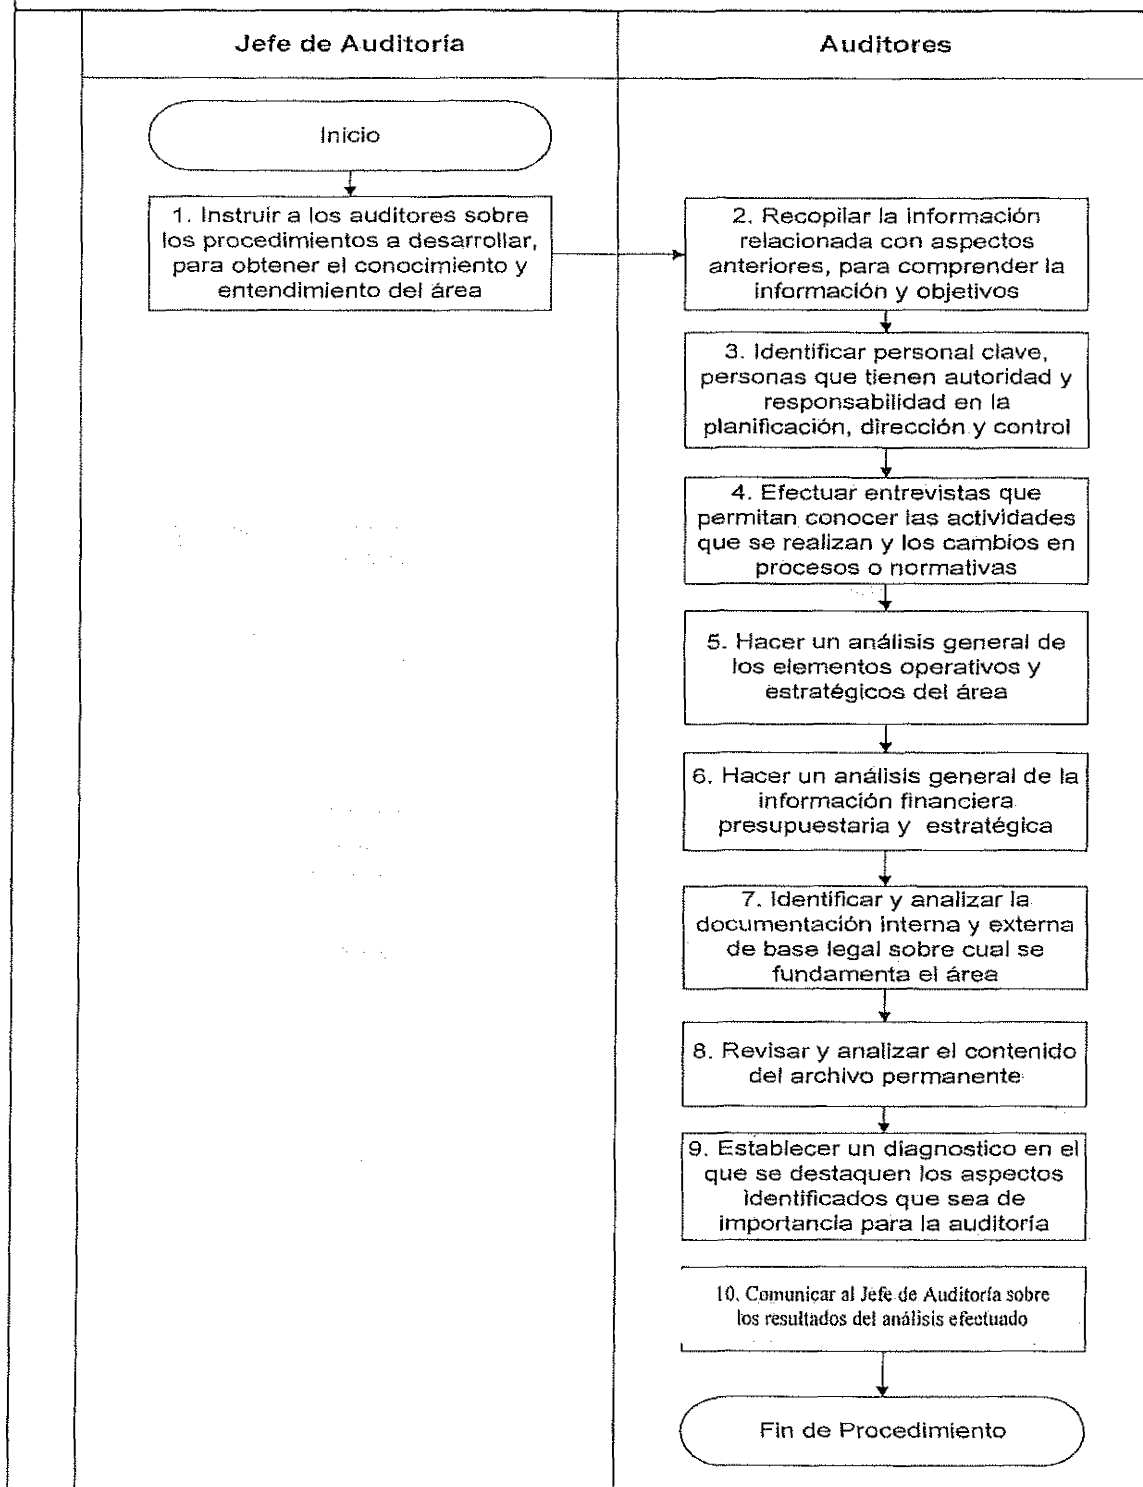 Jefe de Auditoría
Auditores
Inicio
1. Instruir a los auditores sobre
los procedimientos a desarrollar,
para obtener el conocimiento y
entendimiento del área
2. Recopilar la información
relacionada con aspectos
anteriores, para comprender la
información y objetivos
3. Identificar personal clave,
personas que tienen autoridad y
responsabilidad en la
planificación, dirección y control
4. Efectuar entrevistas que
permitan conocer las actividades
que se realizan y los cambios en
procesos o normativas
5. Hacer un análisis general de
los elementos operativos y
estratégicos del área
6. Hacer un análisis general de la
información financiera
presupuestaria y estratégica
7. Identificar y analizar la
documentación interna y externa
de base legal sobre cual se
fundamenta el área
8. Revisar y analizar el contenido
del archivo permanente
9. Establecer un diagnostico en el
que se destaquen los aspectos
identificados que sea de
importancia para la auditoría
10. Comunicar al Jefe de Auditoría sobre
los resultados del análisis efectuado
Fin de Procedimiento